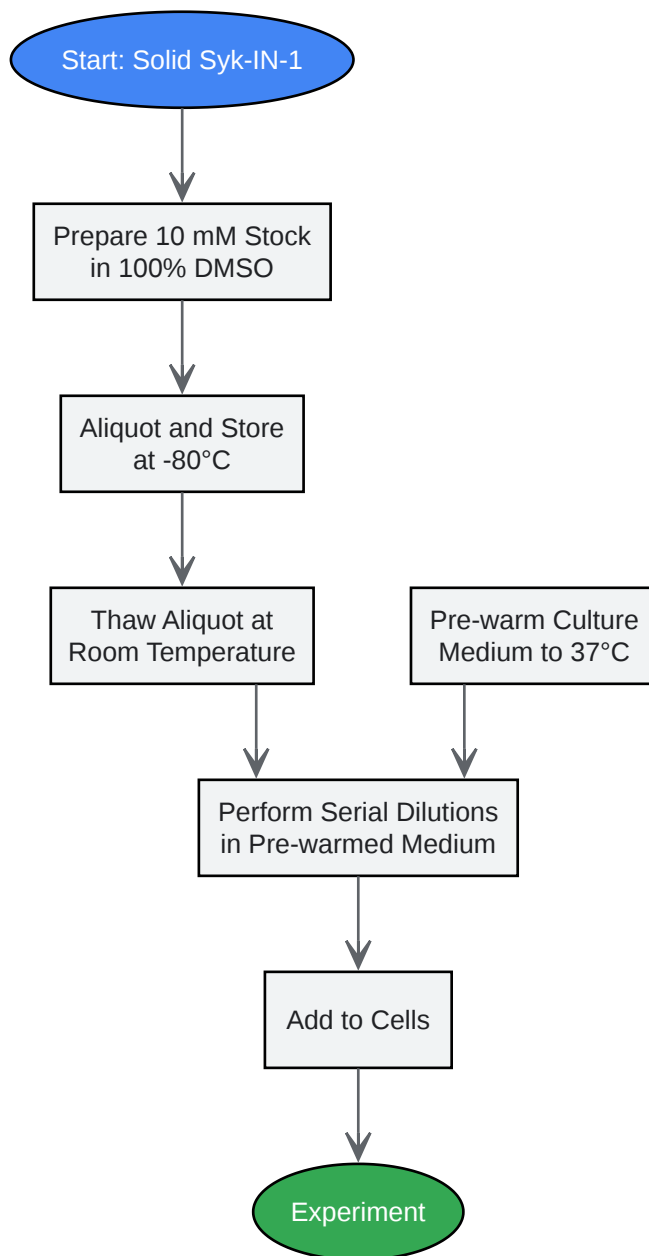 Start: Solid Syk-IN-1
Prepare 10 mM Stock
in 100% DMSO
Aliquot and Store
at -80°C
Thaw Aliquot at
Room Temperature
Pre-warm Culture
Medium to 37°C
Perform Serial Dilutions
in Pre-warmed Medium
Add to Cells
Experiment